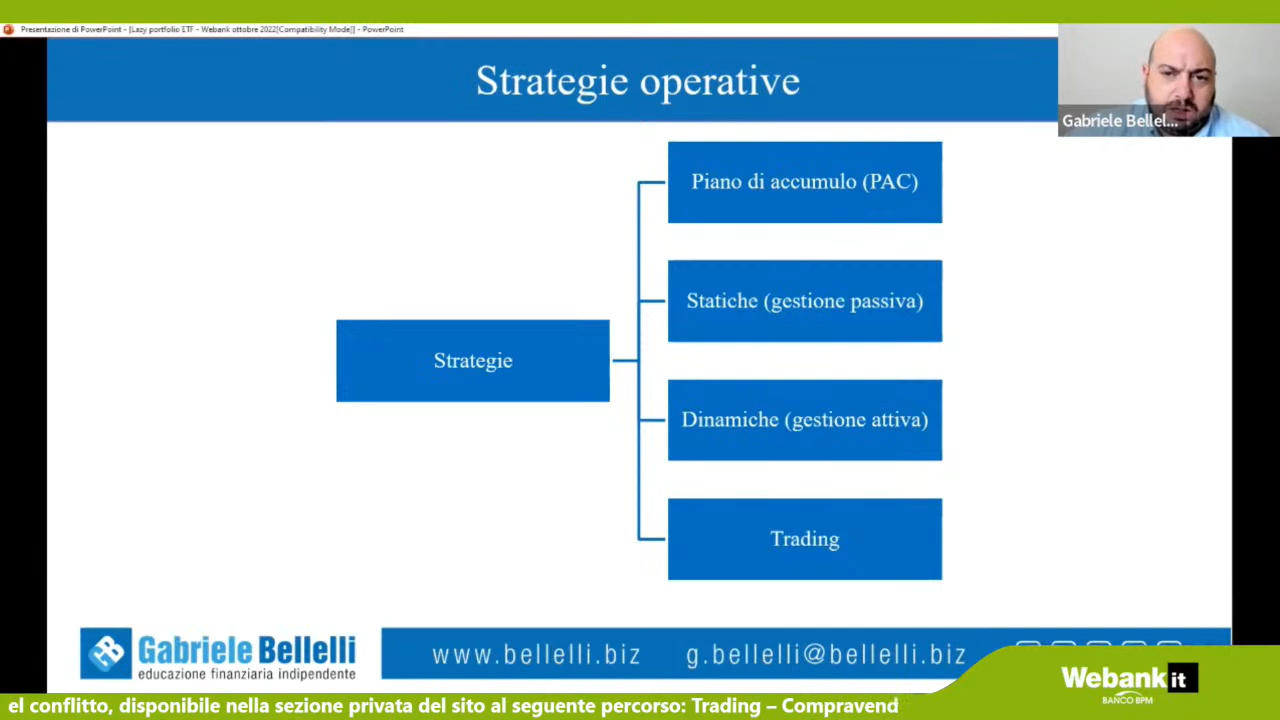 Presentazione di PowerPoint - [Lazy portfolio ETF - Webank ottobre 2022[Compatibility Mode]] - PowerPoint
Strategie operative
Gabriele Bellel...
Piano di accumulo (PAC)
Statiche (gestione passiva)
Strategie
Dinamiche (gestione attiva)
Trading
Gabriele Bellelli
educazione finanziaria indipendente
www.bellelli.biz g.bellelli@bellelli.biz
Webank it
BANCO BPM
el conflitto, disponibile nella sezione privata del sito al seguente percorso: Trading – Compravend